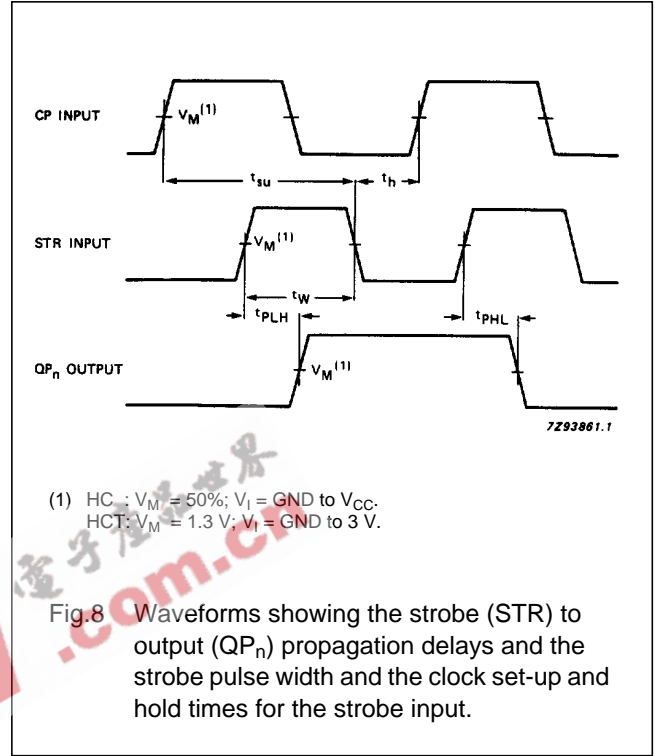 CP INPUT
V_M(1)
t_su
t_h
STR INPUT
V_M(1)
t_W
t_PLH
t_PHL
QP_n OUTPUT
V_M(1)
7Z93861.1
(1) HC : V_M = 50%; V_I = GND to V_CC.
HCT: V_M = 1.3 V; V_I = GND to 3 V.
.com.cn
Fig.8 Waveforms showing the strobe (STR) to
output (QP_n) propagation delays and the
strobe pulse width and the clock set-up and
hold times for the strobe input.